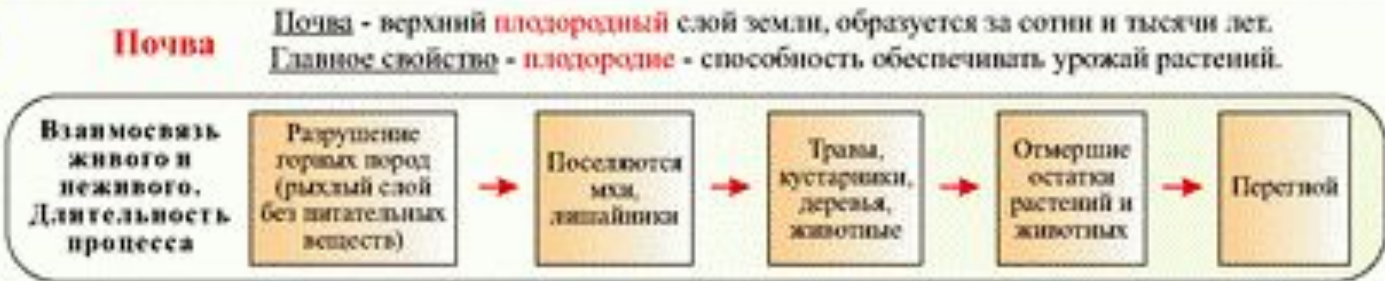 Почва
Почва - верхний плодородный слой земли, образуется за сотни и тысячи лет.
Главное свойство - плодородие - способность обеспечивать урожай растений.
Взаимосвязь
живого и
неживого.
Длительность
процесса
Разрушение
горных пород
(рыхлый слой
без питательных
веществ)
Поселяются
мхи,
лишайники
Травы,
кустарники,
деревья,
животные
Отмершие
остатки
растений и
животных
Перегной